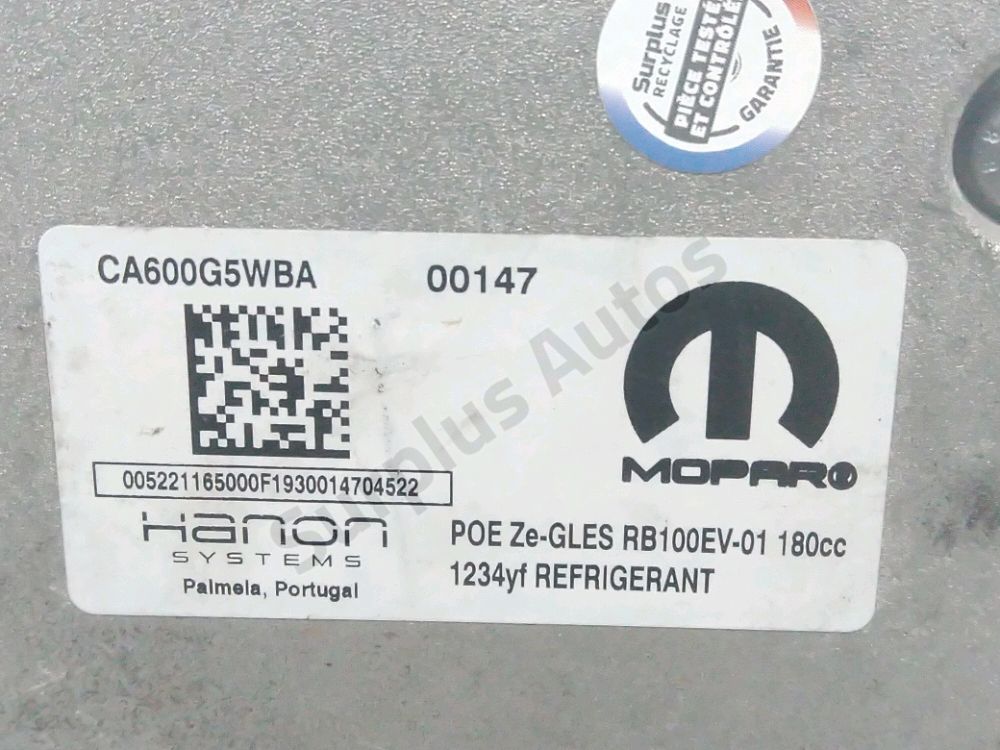 Surplus
RECYCLAGE
PIÈCE TESTÉE
ET CONTRÔLÉE
GARANTIE
CA600G5WBA 00147
005221165000F1930014704522
MOPAR
Hanon
SYSTEMS
Palmela, Portugal
POE Ze-GLES RB100EV-01 180cc
1234yf REFRIGERANT
Surplus Autos